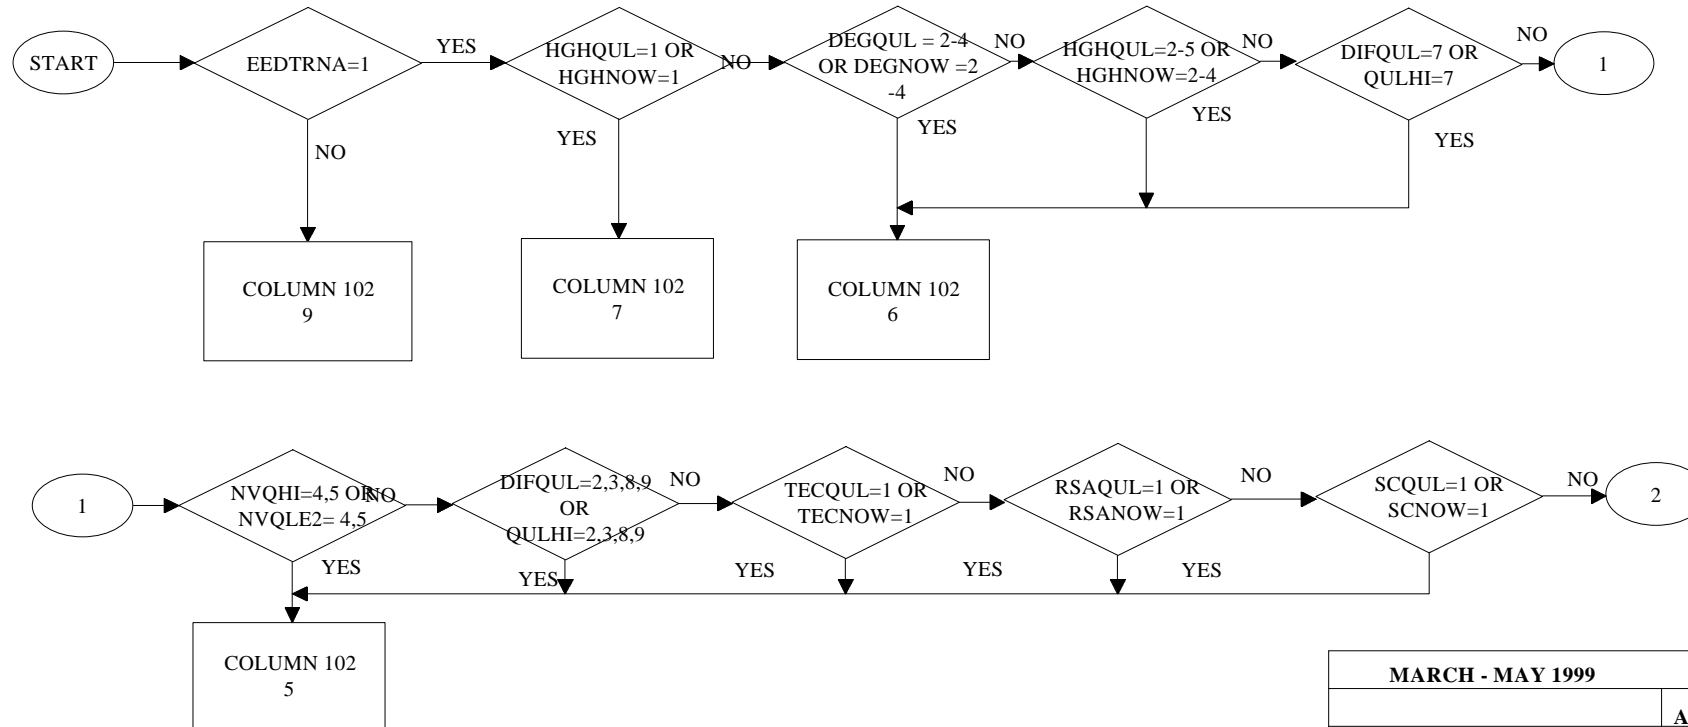 START
EEDTRNA=1
YES
HGHQUL=1 OR
HGHNOW=1
NO
DEGQUL = 2-4
OR DEGNOW =2
-4
NO
HGHQUL=2-5 OR
HGHNOW=2-4
NO
DIFQUL=7 OR
QULHI=7
NO
1
NO
YES
YES
YES
YES
COLUMN 102
9
COLUMN 102
7
COLUMN 102
6
1
NVQHI=4,5 OR
NVQLE2= 4,5
NO
DIFQUL=2,3,8,9
OR
QULHI=2,3,8,9
NO
TECQUL=1 OR
TECNOW=1
NO
RSAQUL=1 OR
RSANOW=1
NO
SCQUL=1 OR
SCNOW=1
NO
2
YES
YES
YES
YES
YES
COLUMN 102
5
MARCH - MAY 1999
A